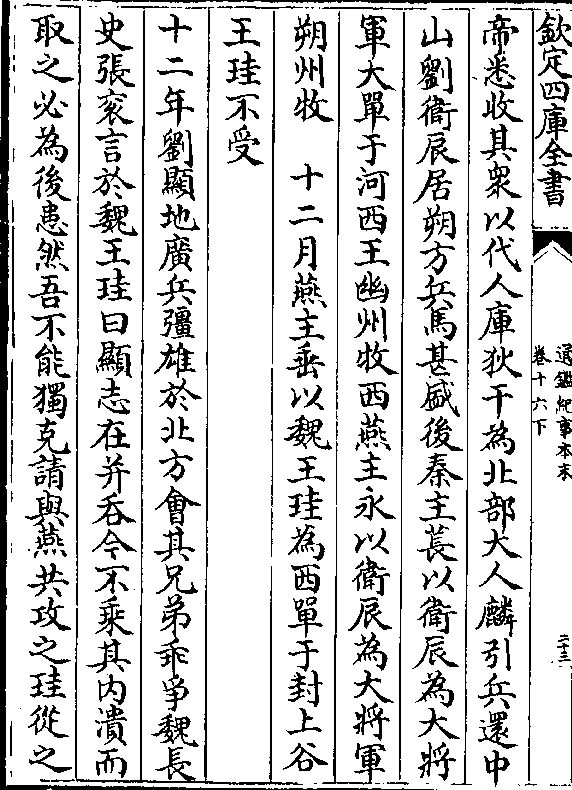 欽定四庫全書
通鑑紀事本末
卷十六下
二十三
帝悉收其衆以代人庫狄干為北部大人麟引兵還中
山劉衛辰居朔方兵馬甚盛後秦主萇以衛辰為大將
軍大單于河西王幽州牧西燕主永以衛辰為大將軍
朔州牧　十二月燕主垂以魏王珪為西單于封上谷
王珪不受
十二年劉顯地廣兵彊雄於北方會其兄弟乖爭魏長
史張衮言於魏王珪曰顯志在并吞今不乘其内潰而
取之必為後患然吾不能獨克請與燕共攻之珪從之